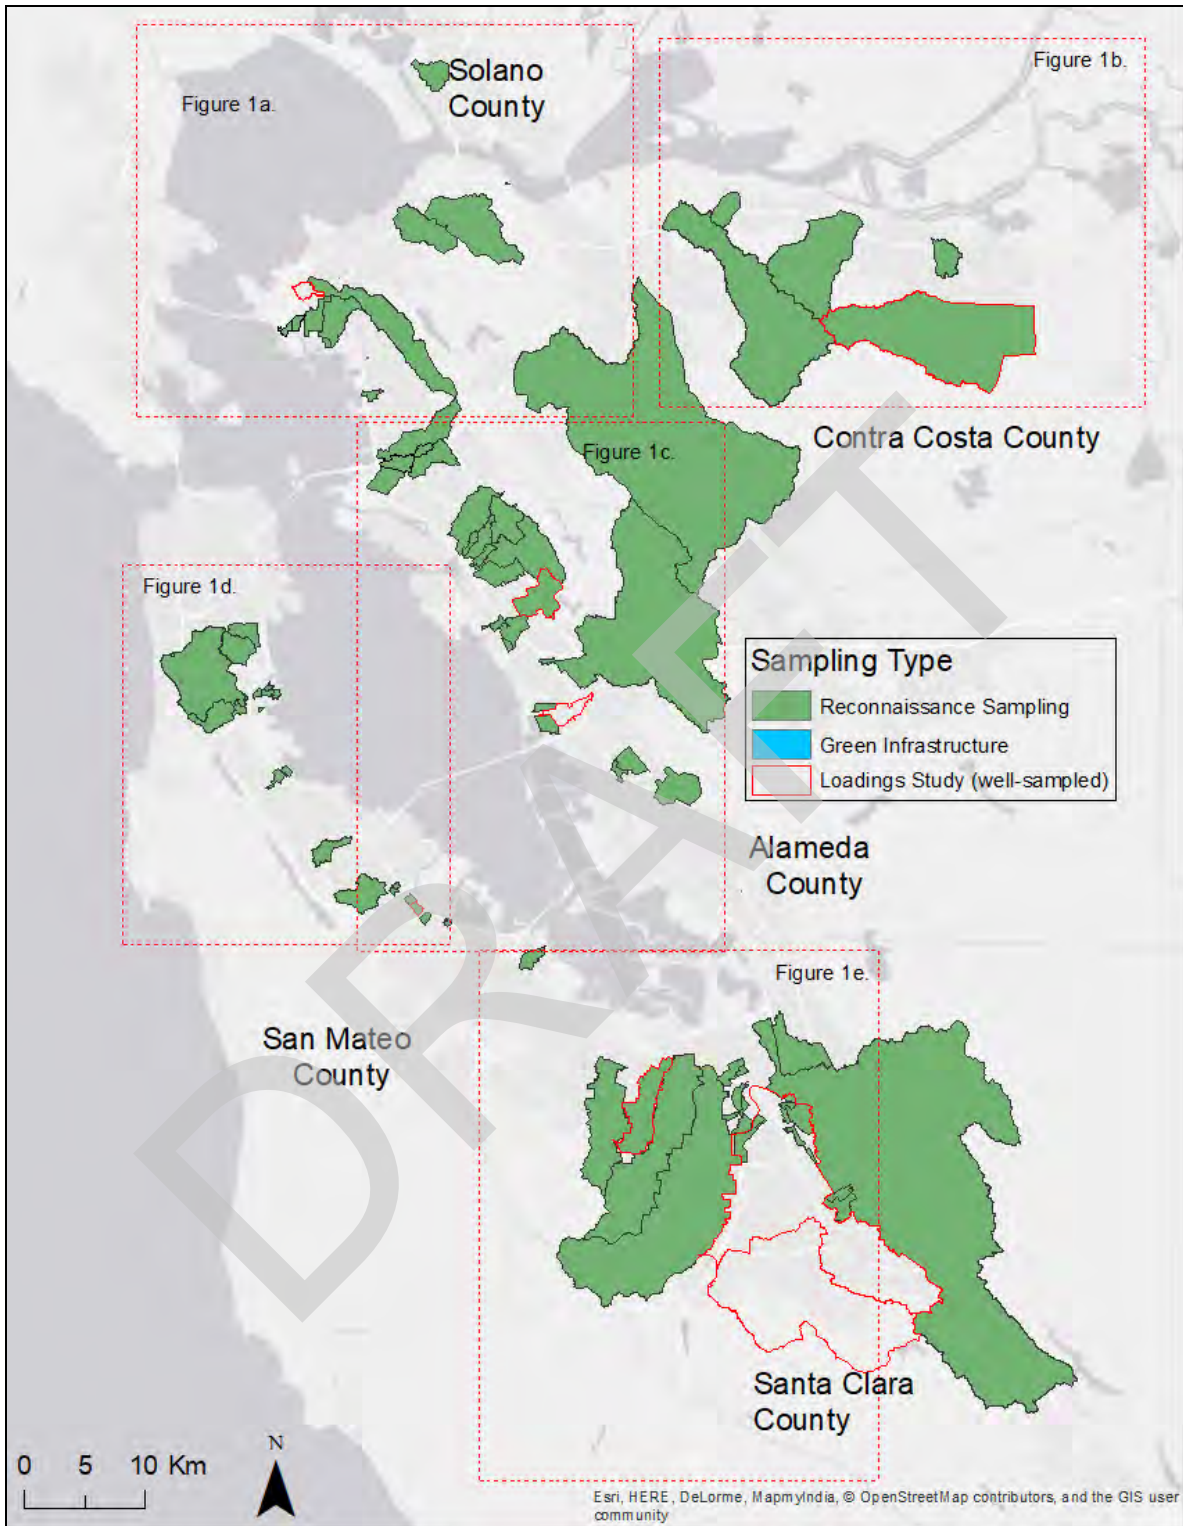 Solano
County
Figure 1a.
Figure 1b.
Contra Costa County
Figure 1c.
Figure 1d.
Sampling Type
Reconnaissance Sampling
Green Infrastructure
Loadings Study (well-sampled)
Alameda
County
Figure 1e.
San Mateo
County
Santa Clara
County
DRAFT
N
0 5 10 Km
Esri, HERE, DeLorme, MapmyIndia, © OpenStreetMap contributors, and the GIS user
community